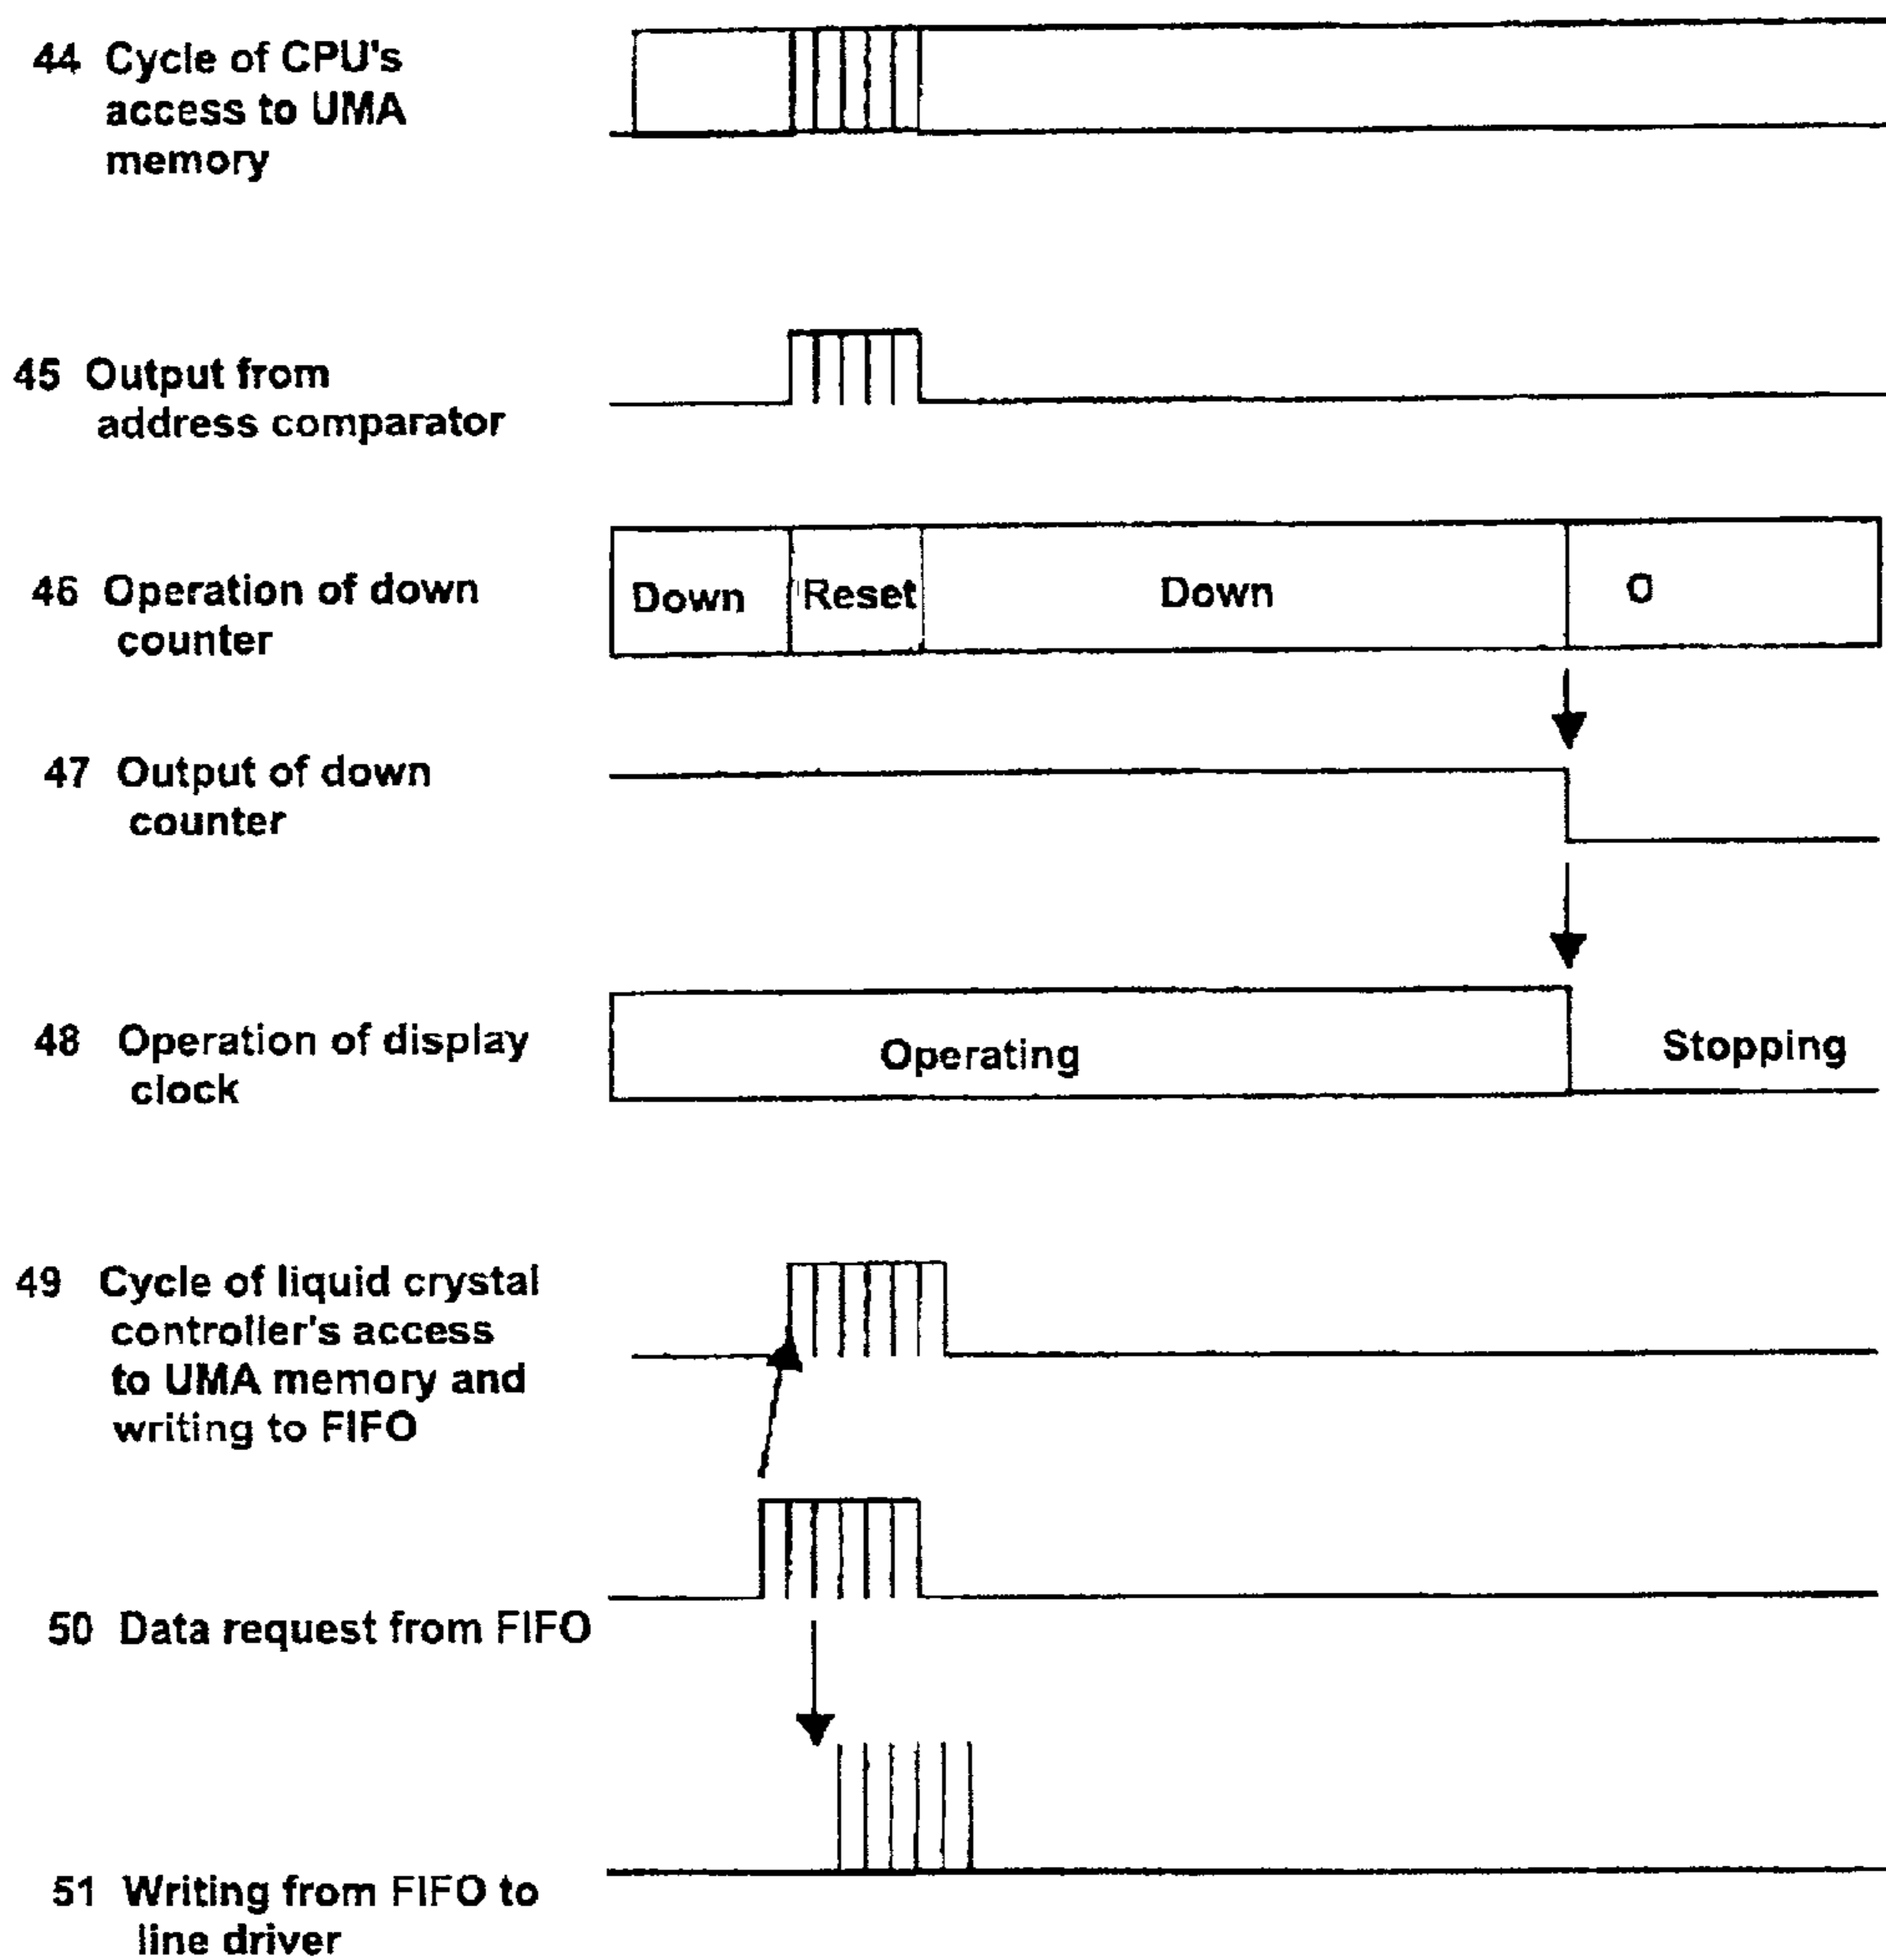 44 Cycle of CPU's
access to UMA
memory
45 Output from
address comparator
46 Operation of down
counter
Down
Reset
Down
O
47 Output of down
counter
48 Operation of display
clock
Operating
Stopping
49 Cycle of liquid crystal
controller's access
to UMA memory and
writing to FIFO
50 Data request from FIFO
51 Writing from FIFO to
line driver